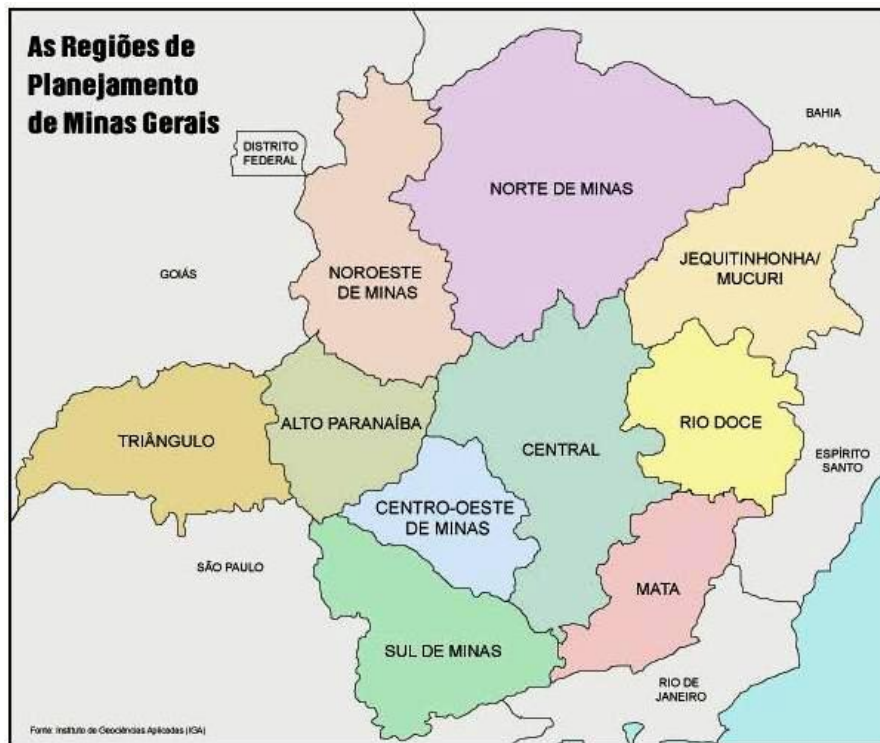 As Regiões de
Planejamento
de Minas Gerais
BAHIA
DISTRITO
FEDERAL
NORTE DE MINAS
JEQUITINHONHA/
MUCURI
GOIÁS
NOROESTE
DE MINAS
TRIÂNGULO
ALTO PARANAÍBA
CENTRAL
RIO DOCE
ESPÍRITO
SANTO
CENTRO-OESTE
DE MINAS
SÃO PAULO
MATA
SUL DE MINAS
RIO DE
JANEIRO
Fonte: Instituto de Geociências Aplicadas (IGA)